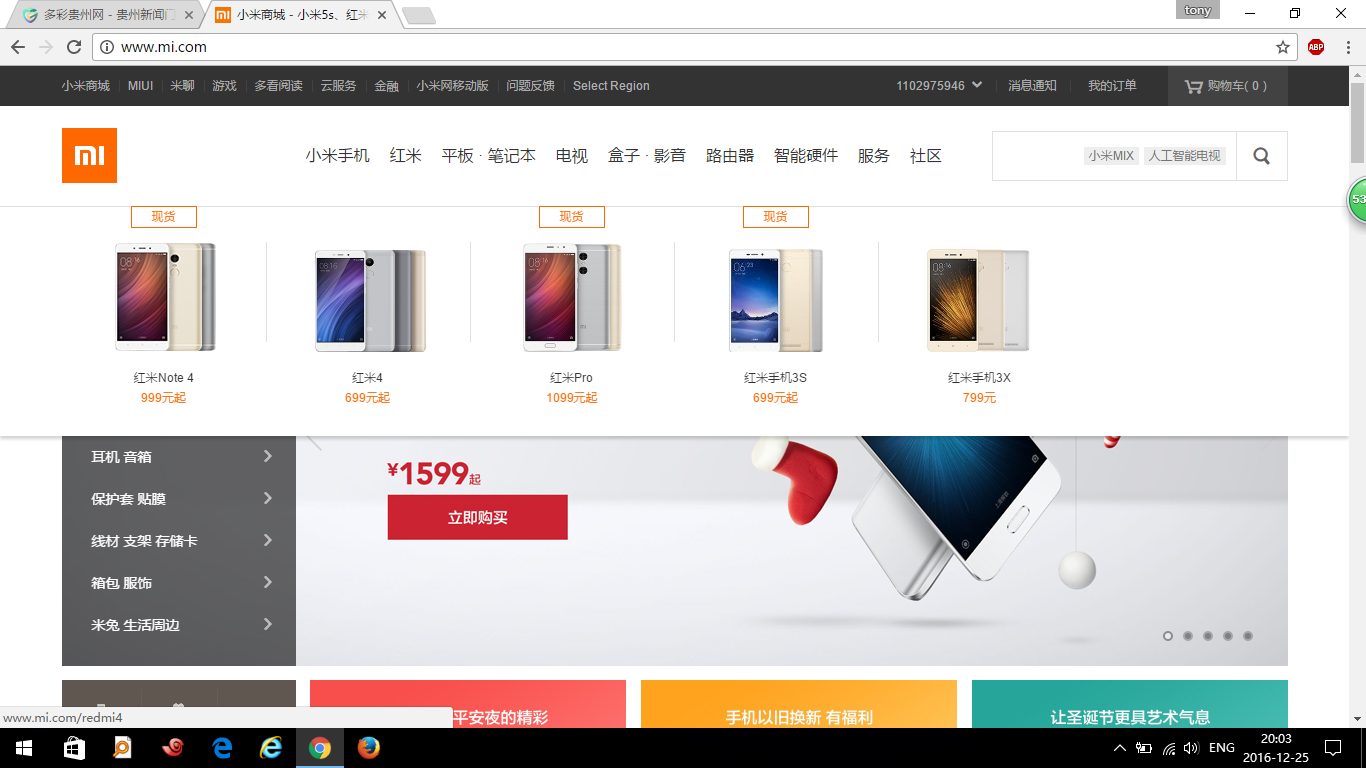 多彩贵州网 - 贵州新闻门
小米商城 - 小米5s、红米
tony
www.mi.com
ABP
小米商城 MIUI 米聊 游戏 多看阅读 云服务 金融 小米网移动版 问题反馈 Select Region 1102975946 消息通知 我的订单 购物车( 0 )
小米手机 红米 平板 · 笔记本 电视 盒子 · 影音 路由器 智能硬件 服务 社区 小米MIX 人工智能电视
53
现货 现货 现货
红米Note 4 红米4 红米Pro 红米手机3S 红米手机3X
999元起 699元起 1099元起 699元起 799元
耳机 音箱
保护套 贴膜
线材 支架 存储卡
箱包 服饰
米兔 生活周边
¥1599起
立即购买
平安夜的精彩 手机以旧换新 有福利 让圣诞节更具艺术气息
www.mi.com/redmi4
ENG
20:03
2016-12-25